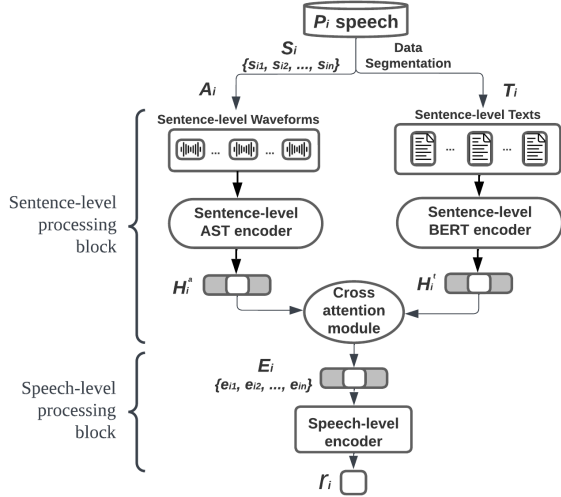 Pi speech
Si
{si1, si2, ..., sin}
Data
Segmentation
Ai
Ti
Sentence-level Waveforms
Sentence-level Texts
... ...
... ...
Sentence-level
AST encoder
Sentence-level
BERT encoder
Sentence-level
processing
block
Hiª
Hiᵗ
Cross
attention
module
Ei
{ei1, ei2, ..., ein}
Speech-level
processing
block
Speech-level
encoder
ri